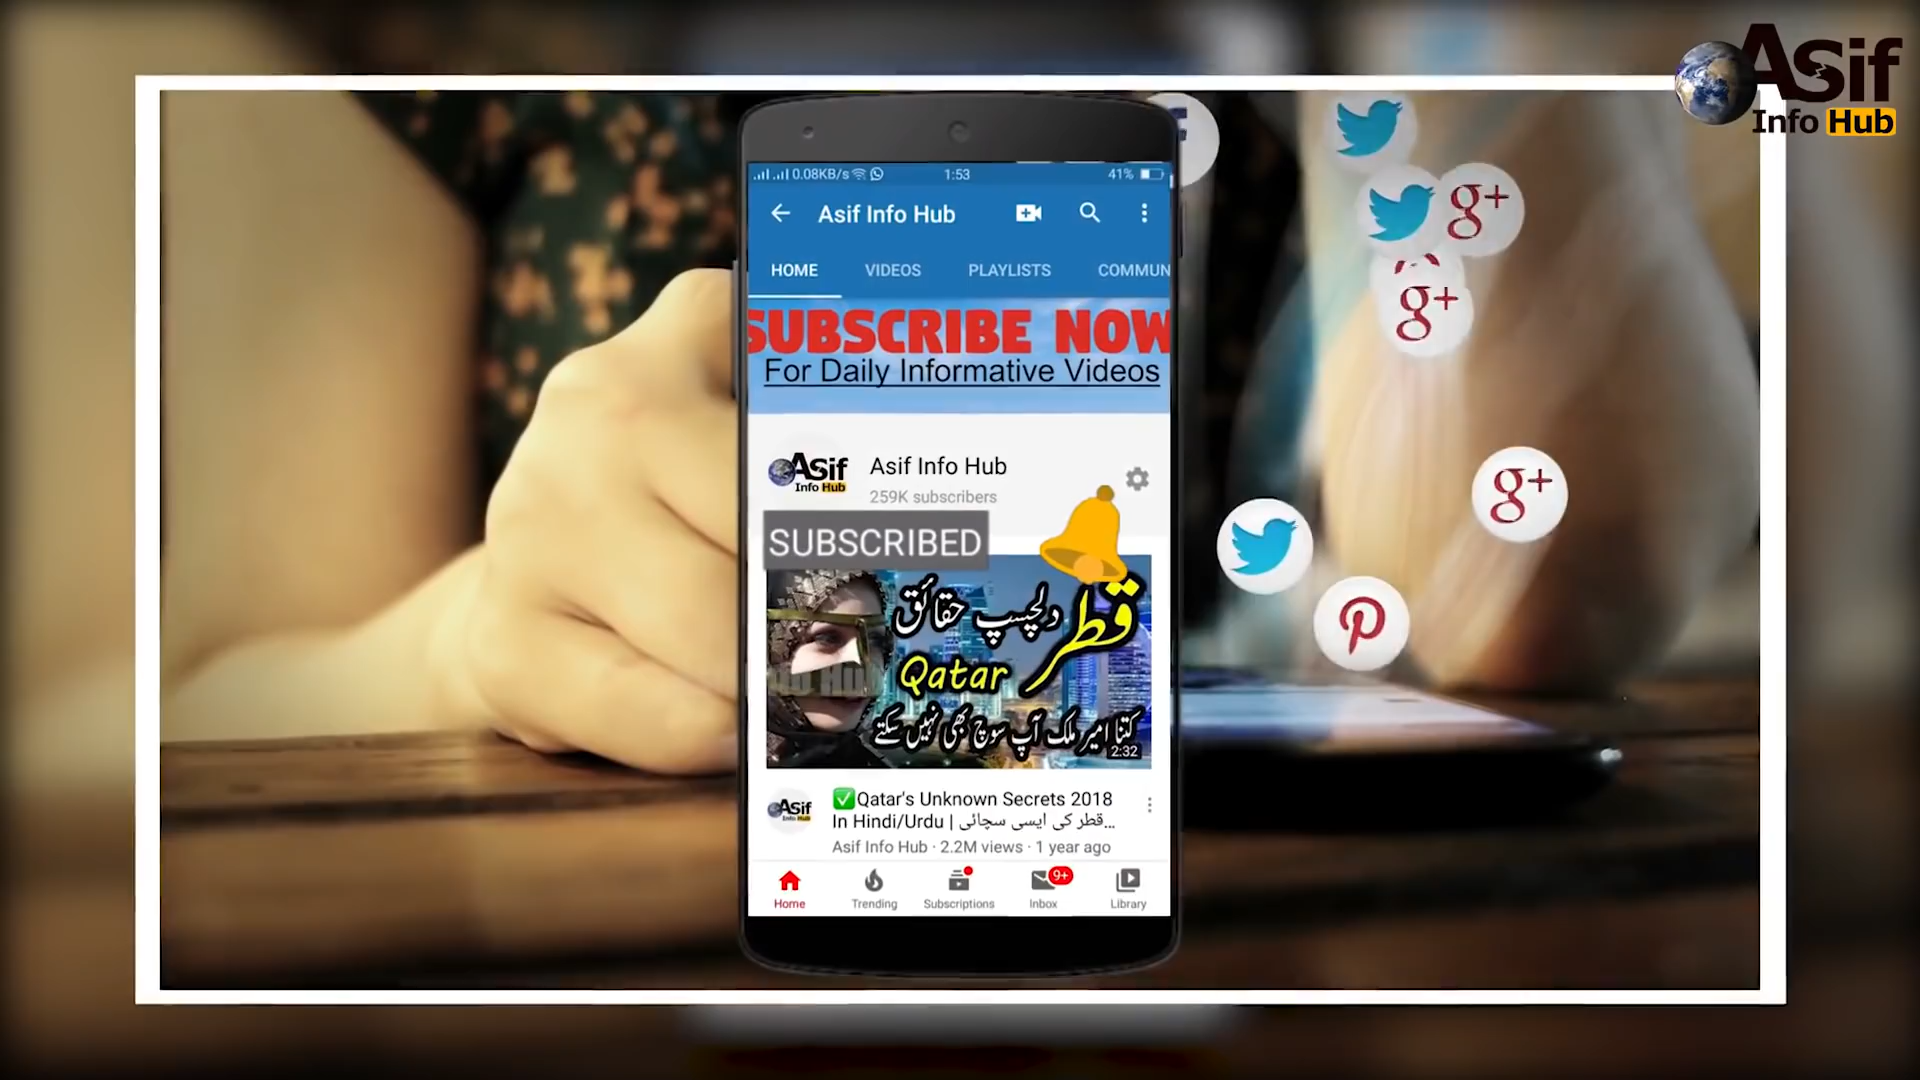 Asif
Info Hub
0.08KB/s
1:53
41%
Asif Info Hub
HOME
VIDEOS
PLAYLISTS
COMMUN
SUBSCRIBE NOW
For Daily Informative Videos
Asif
Info Hub
Asif Info Hub
259K subscribers
SUBSCRIBED
قطر
دلچسپ حقائق
Qatar
کتنا امیر ملک آپ سوچ بھی نہیں سکتے
2:32
Asif
Info Hub
✅Qatar's Unknown Secrets 2018
In Hindi/Urdu | قطر کی ایسی سچائی...
Asif Info Hub · 2.2M views · 1 year ago
9+
Home
Trending
Subscriptions
Inbox
Library
g+
g+
g+